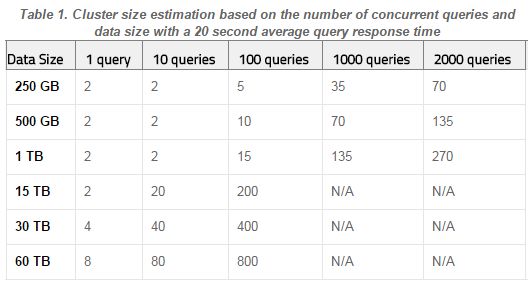 Table 1. Cluster size estimation based on the number of concurrent queries and
data size with a 20 second average query response time
Data Size 1 query 10 queries 100 queries 1000 queries 2000 queries
250 GB 2 2 5 35 70
500 GB 2 2 10 70 135
1 TB 2 2 15 135 270
15 TB 2 20 200 N/A N/A
30 TB 4 40 400 N/A N/A
60 TB 8 80 800 N/A N/A